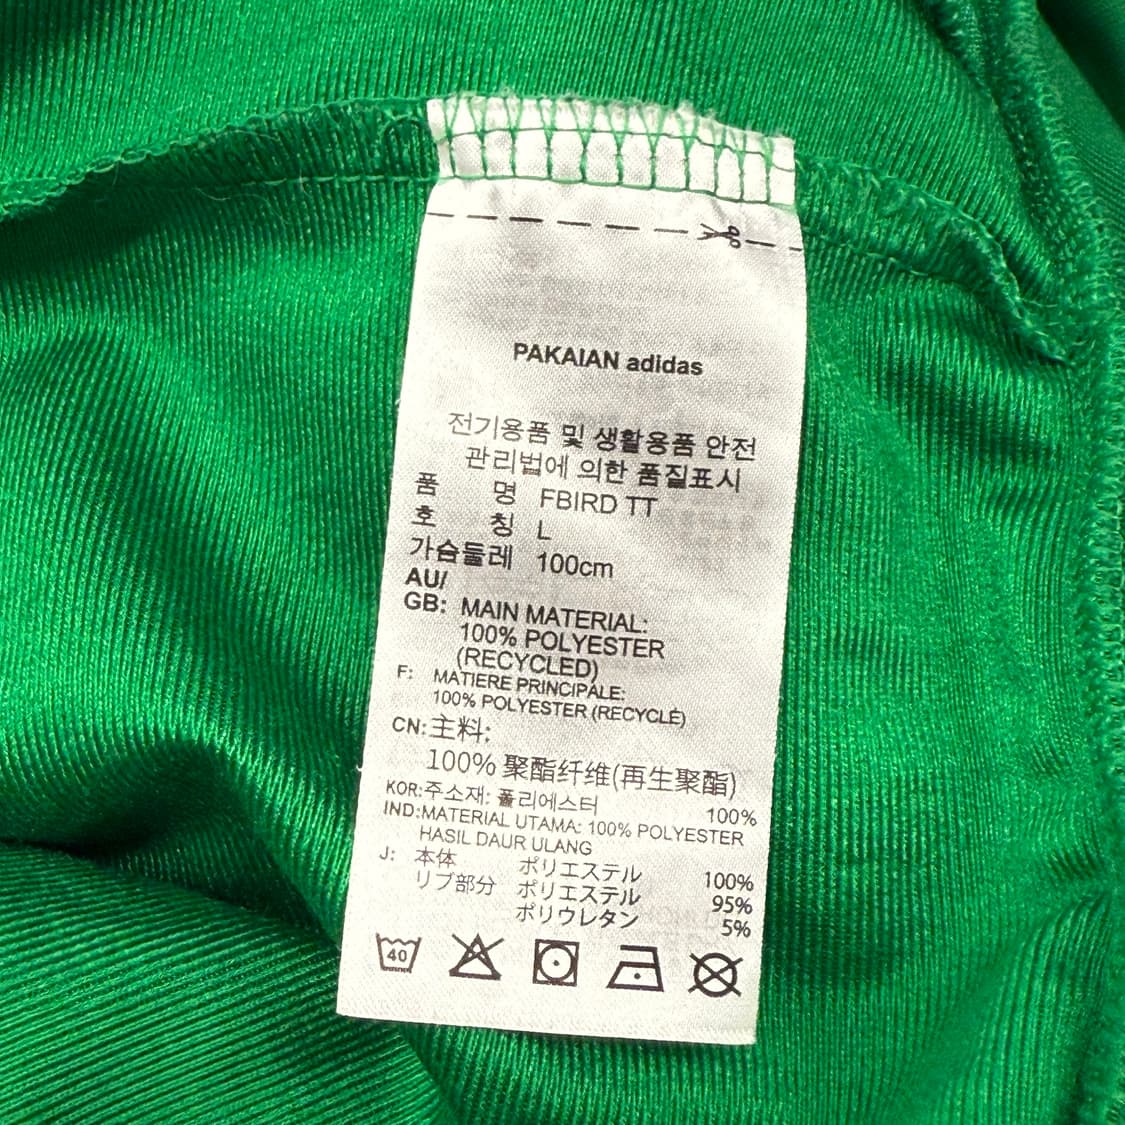 PAKAIAN adidas
전기용품 및 생활용품 안전
관리법에 의한 품질표시
품 명 FBIRD TT
호 칭 L
가슴둘레 100cm
AU/
GB: MAIN MATERIAL:
100% POLYESTER
(RECYCLED)
F: MATIERE PRINCIPALE:
100% POLYESTER (RECYCLÉ)
CN: 主料:
100% 聚酯纤维(再生聚酯)
KOR: 주소재: 폴리에스터 100%
IND: MATERIAL UTAMA: 100% POLYESTER
HASIL DAUR ULANG
J: 本体 ポリエステル 100%
リブ部分 ポリエステル 95%
ポリウレタン 5%
40